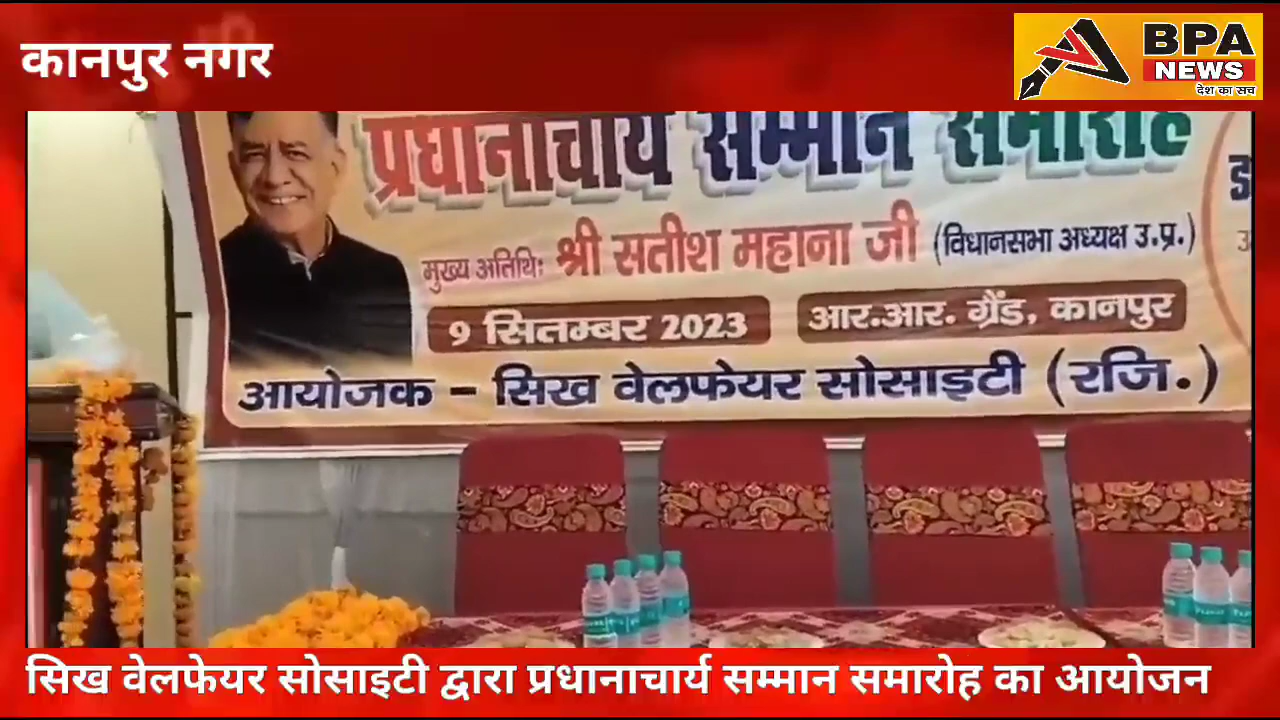 कानपुर नगर
BPA
NEWS
देश का सच
प्रधानाचार्य सम्मान समारोह
मुख्य अतिथि: श्री सतीश महाना जी (विधानसभा अध्यक्ष उ.प्र.)
9 सितम्बर 2023 आर.आर. ग्रैंड, कानपुर
आयोजक - सिख वेलफेयर सोसाइटी (रजि.)
सिख वेलफेयर सोसाइटी द्वारा प्रधानाचार्य सम्मान समारोह का आयोजन